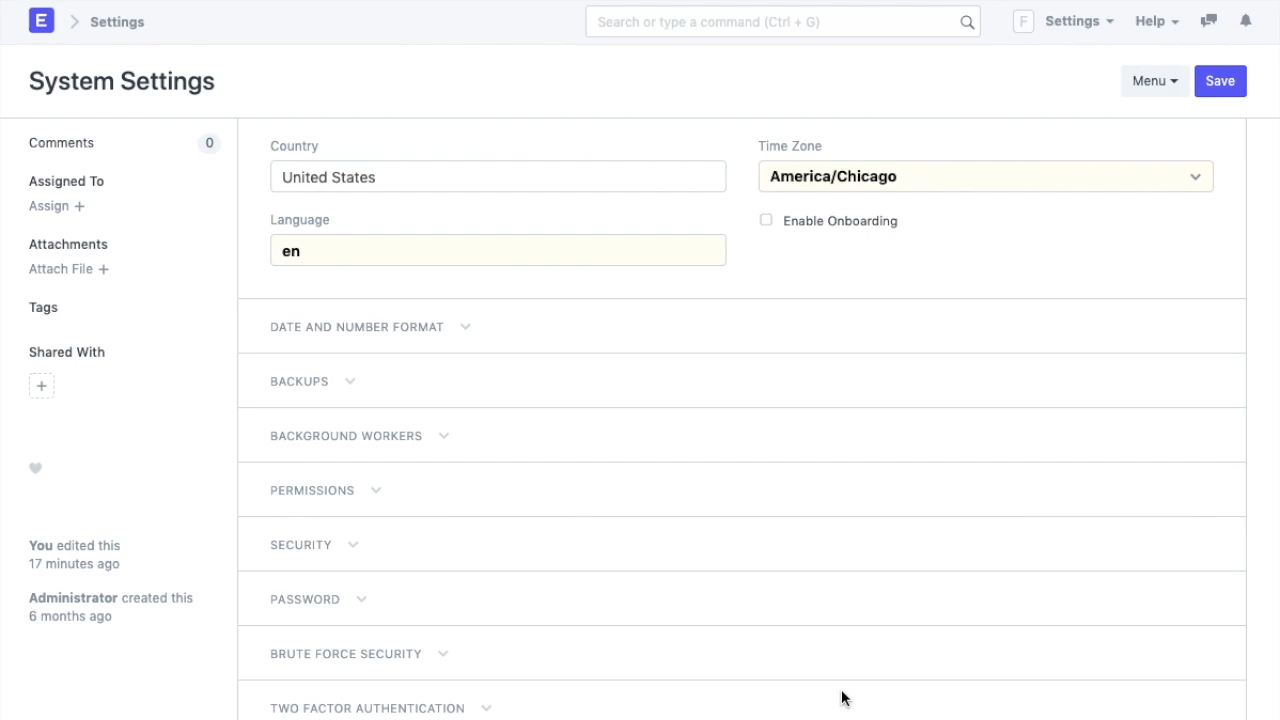 E
Settings
Search or type a command (Ctrl + G)
F
Settings
Help
System Settings
Menu
Save
Comments
0
Assigned To
Assign +
Attachments
Attach File +
Tags
Shared With
+
You edited this
17 minutes ago
Administrator created this
6 months ago
Country
United States
Time Zone
America/Chicago
Language
en
Enable Onboarding
DATE AND NUMBER FORMAT
BACKUPS
BACKGROUND WORKERS
PERMISSIONS
SECURITY
PASSWORD
BRUTE FORCE SECURITY
TWO FACTOR AUTHENTICATION